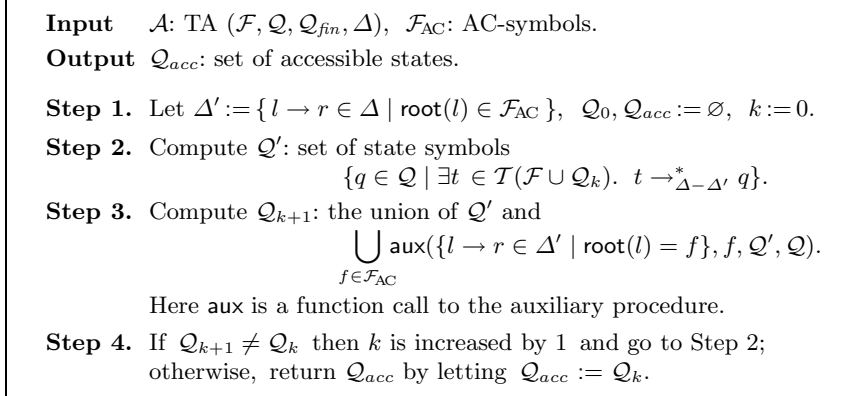 Input 𝒜: TA (ℱ, 𝒬, 𝒬_fin, Δ), ℱ_AC: AC-symbols.
Output 𝒬_acc: set of accessible states.
Step 1. Let Δ′ := { l → r ∈ Δ | root(l) ∈ ℱ_AC }, 𝒬_0, 𝒬_acc := ∅, k := 0.
Step 2. Compute 𝒬′: set of state symbols
{q ∈ 𝒬 | ∃t ∈ 𝒯(ℱ ∪ 𝒬_k). t →*_{Δ−Δ′} q}.
Step 3. Compute 𝒬_{k+1}: the union of 𝒬′ and
⋃_{f∈ℱ_AC} aux({l → r ∈ Δ′ | root(l) = f}, f, 𝒬′, 𝒬).
Here aux is a function call to the auxiliary procedure.
Step 4. If 𝒬_{k+1} ≠ 𝒬_k then k is increased by 1 and go to Step 2;
otherwise, return 𝒬_acc by letting 𝒬_acc := 𝒬_k.